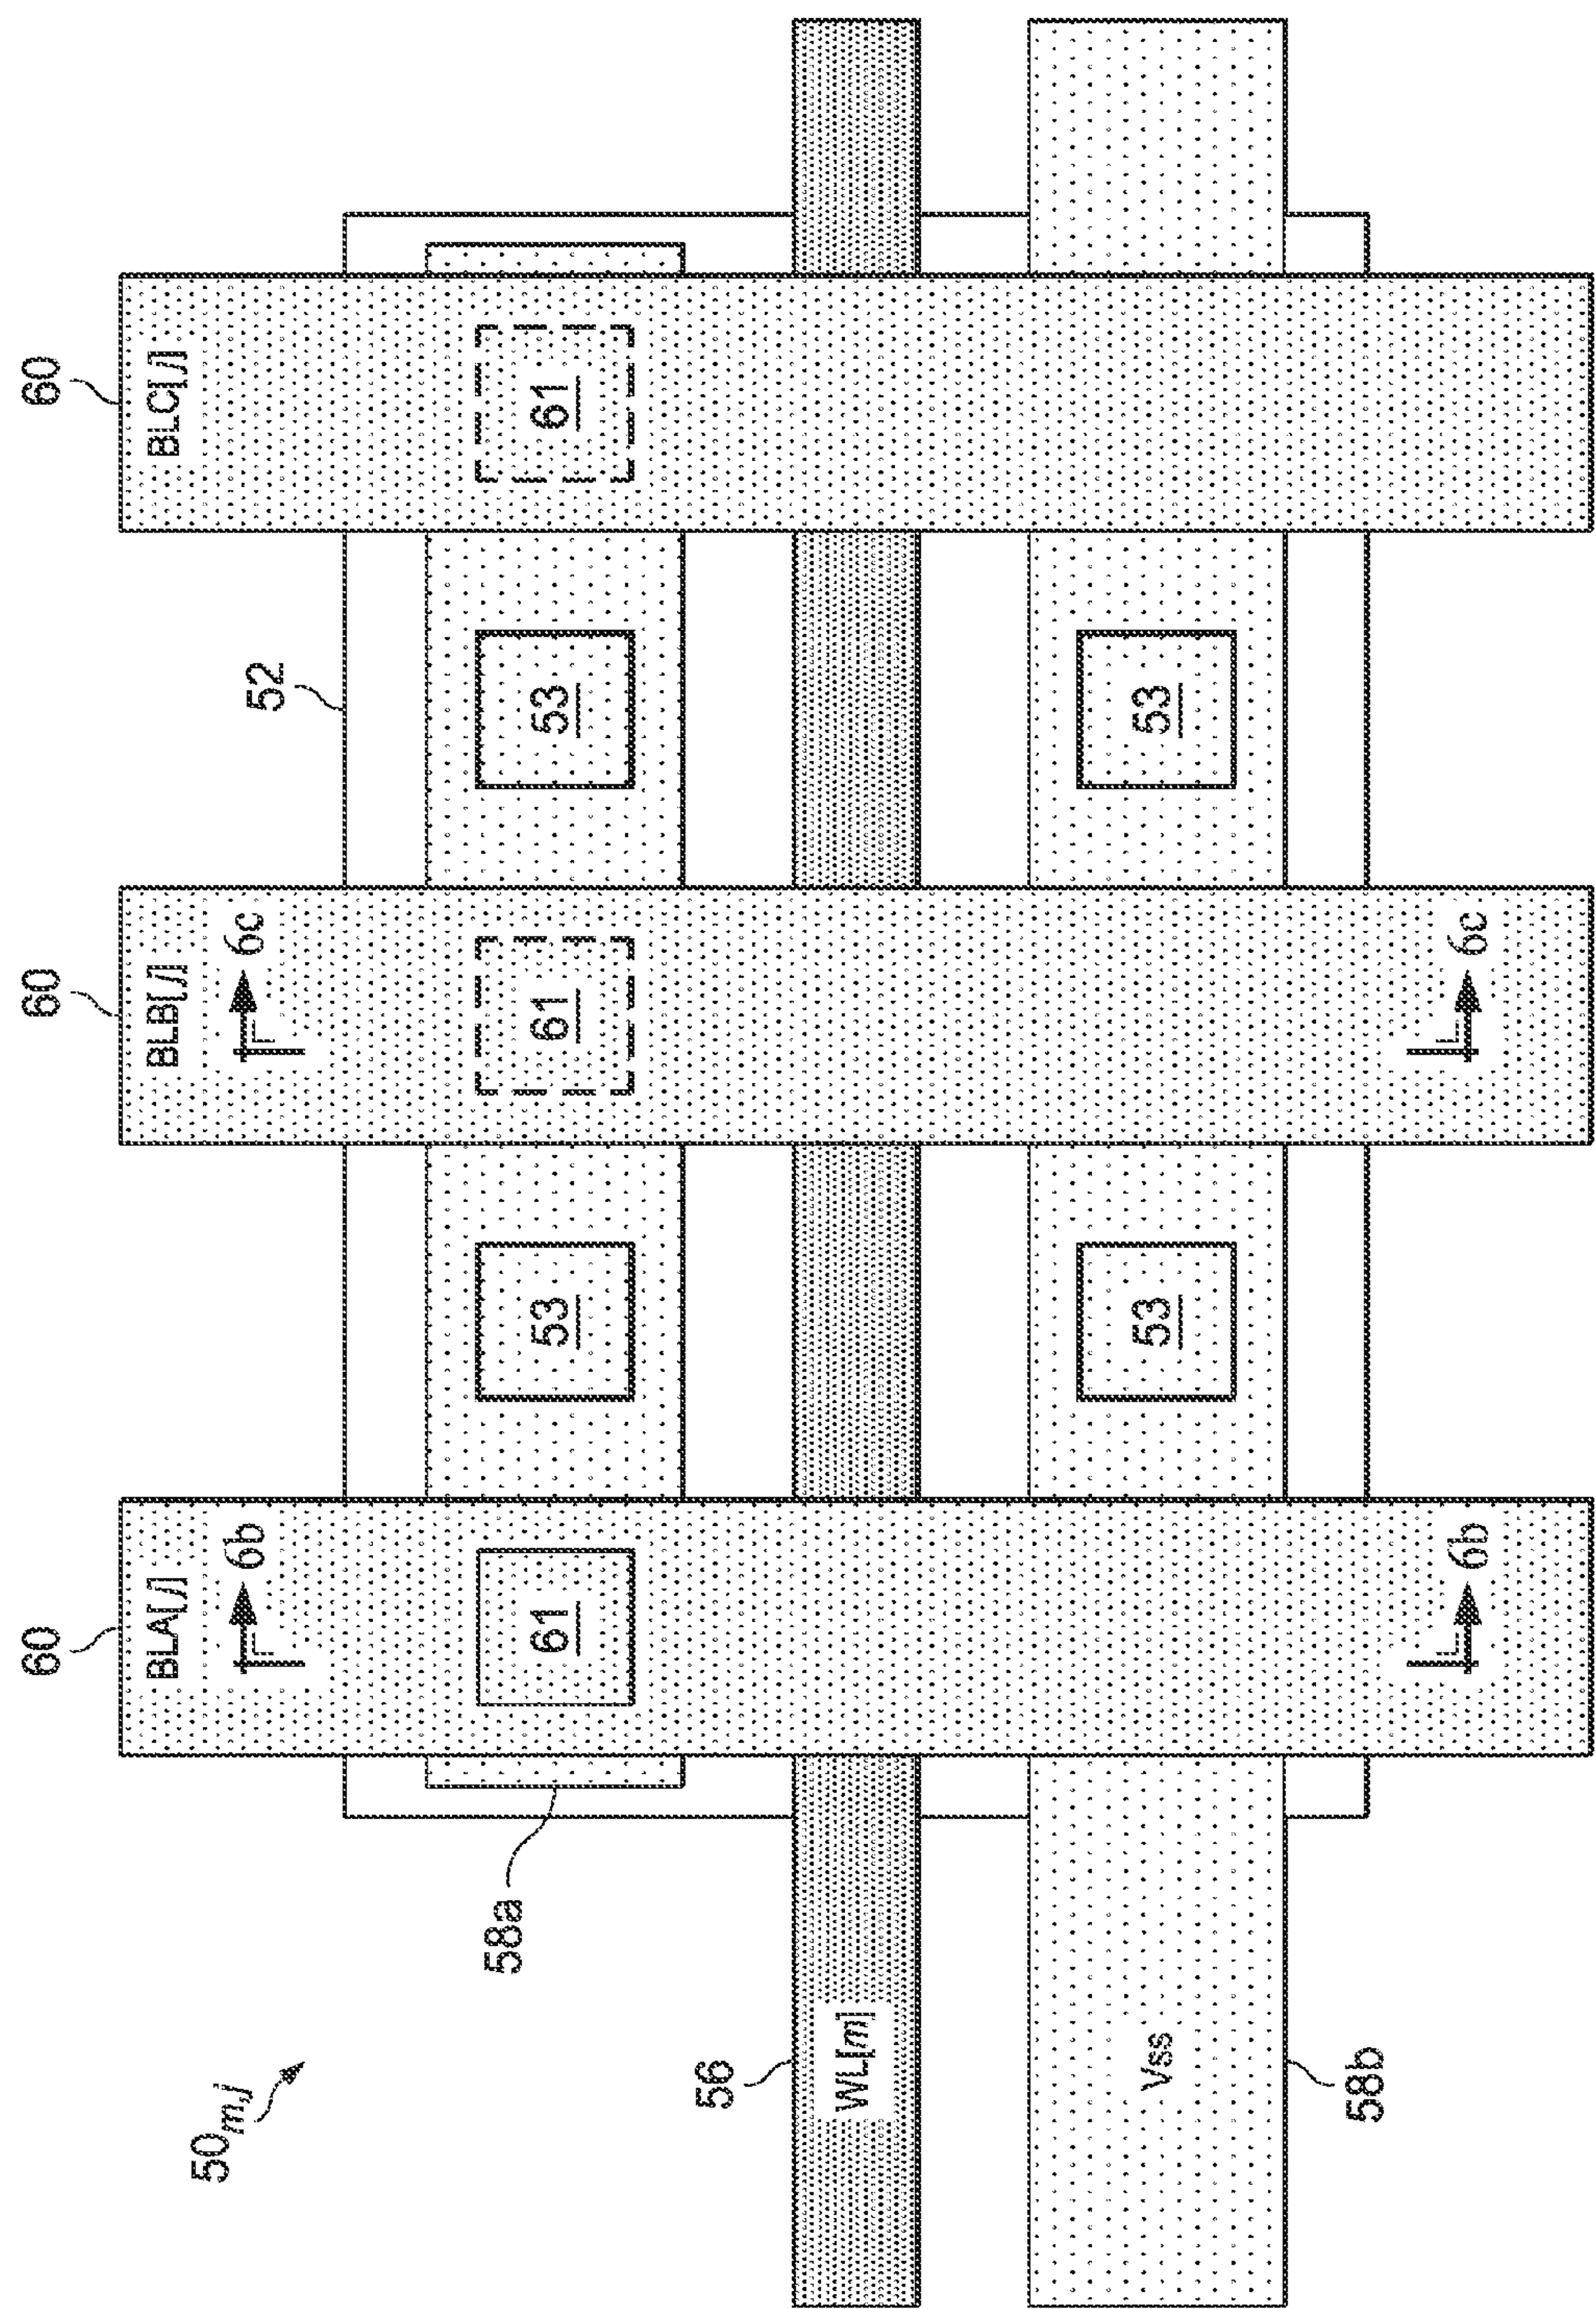 60 60 60
BLA[j] BLB[j] BLC[j]
50m,j
6b 6c
52
58a
61 53 61 53 61
56
WL[m]
Vss 53 53
58b
6b 6c